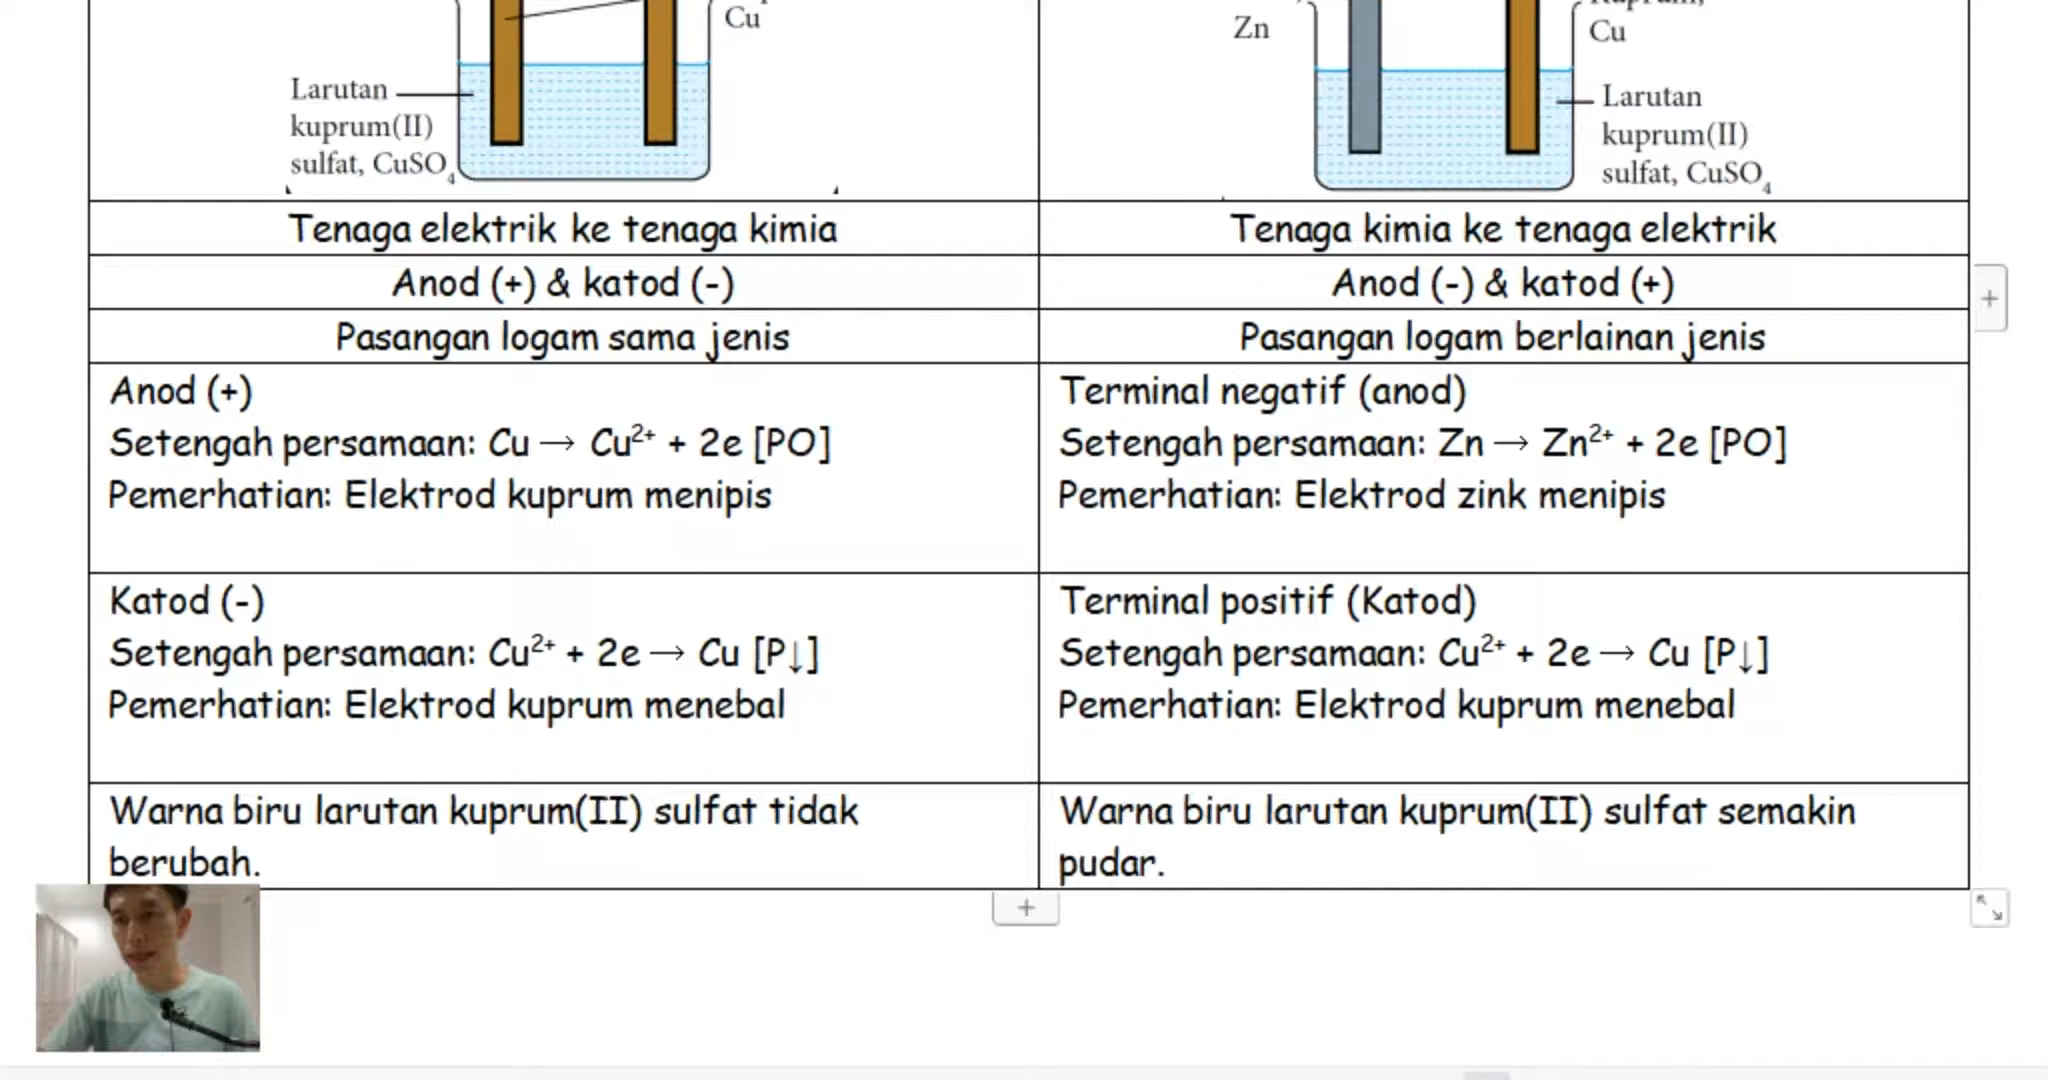 Cu
Larutan
kuprum(II)
sulfat, CuSO₄
Zn
Cu
Larutan
kuprum(II)
sulfat, CuSO₄
Tenaga elektrik ke tenaga kimia
Tenaga kimia ke tenaga elektrik
Anod (+) & katod (-)
Anod (-) & katod (+)
Pasangan logam sama jenis
Pasangan logam berlainan jenis
Anod (+)
Setengah persamaan: Cu → Cu²⁺ + 2e [PO]
Pemerhatian: Elektrod kuprum menipis
Terminal negatif (anod)
Setengah persamaan: Zn → Zn²⁺ + 2e [PO]
Pemerhatian: Elektrod zink menipis
Katod (-)
Setengah persamaan: Cu²⁺ + 2e → Cu [P↓]
Pemerhatian: Elektrod kuprum menebal
Terminal positif (Katod)
Setengah persamaan: Cu²⁺ + 2e → Cu [P↓]
Pemerhatian: Elektrod kuprum menebal
Warna biru larutan kuprum(II) sulfat tidak
berubah.
Warna biru larutan kuprum(II) sulfat semakin
pudar.